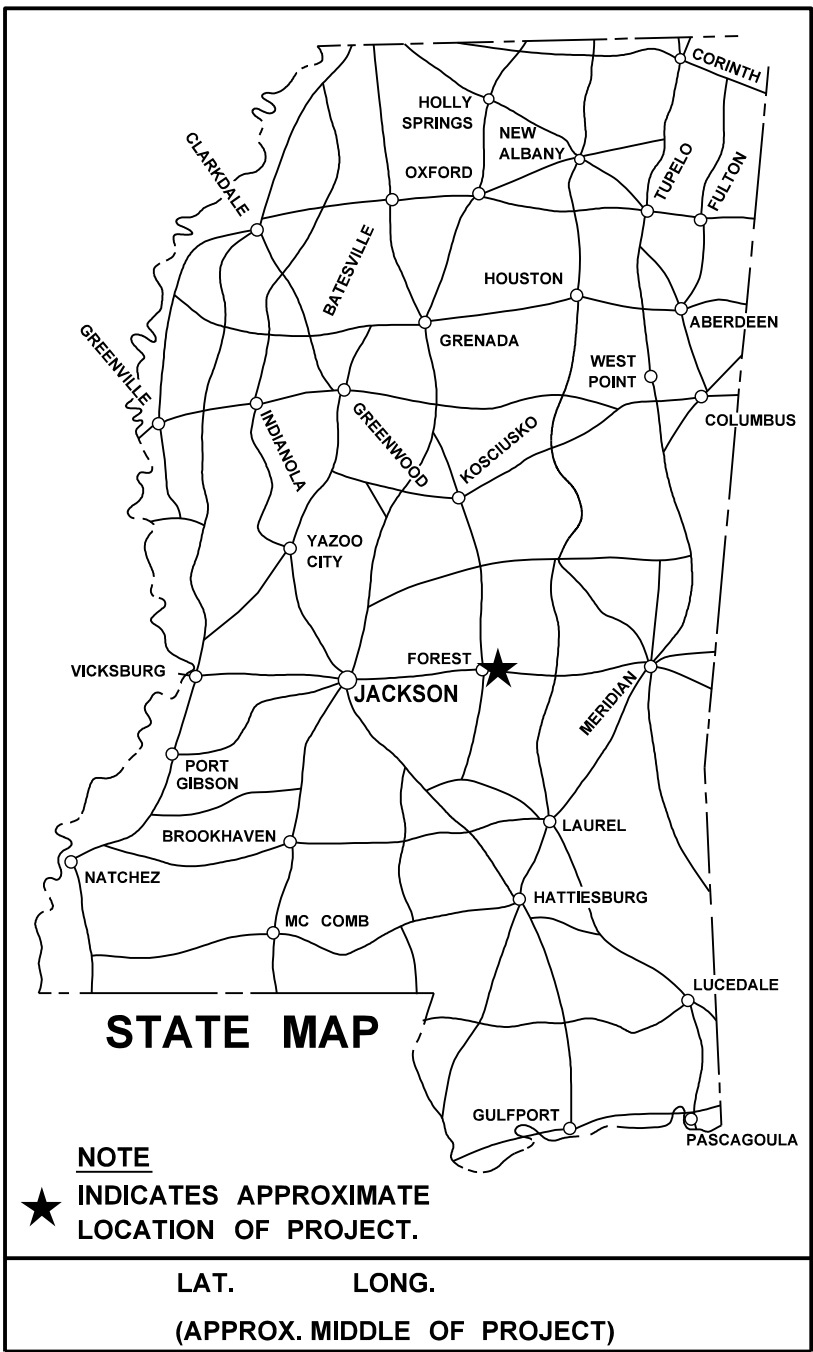 CORINTH
HOLLY
SPRINGS
NEW
ALBANY
CLARKDALE
OXFORD
TUPELO
FULTON
BATESVILLE
HOUSTON
ABERDEEN
GRENADA
GREENVILLE
WEST
POINT
COLUMBUS
INDIANOLA
GREENWOOD
KOSCIUSKO
YAZOO
CITY
FOREST
VICKSBURG
JACKSON
MERIDIAN
PORT
GIBSON
LAUREL
BROOKHAVEN
NATCHEZ
HATTIESBURG
MC COMB
LUCEDALE
STATE MAP
GULFPORT
PASCAGOULA
NOTE
INDICATES APPROXIMATE
LOCATION OF PROJECT.
LAT. LONG.
(APPROX. MIDDLE OF PROJECT)